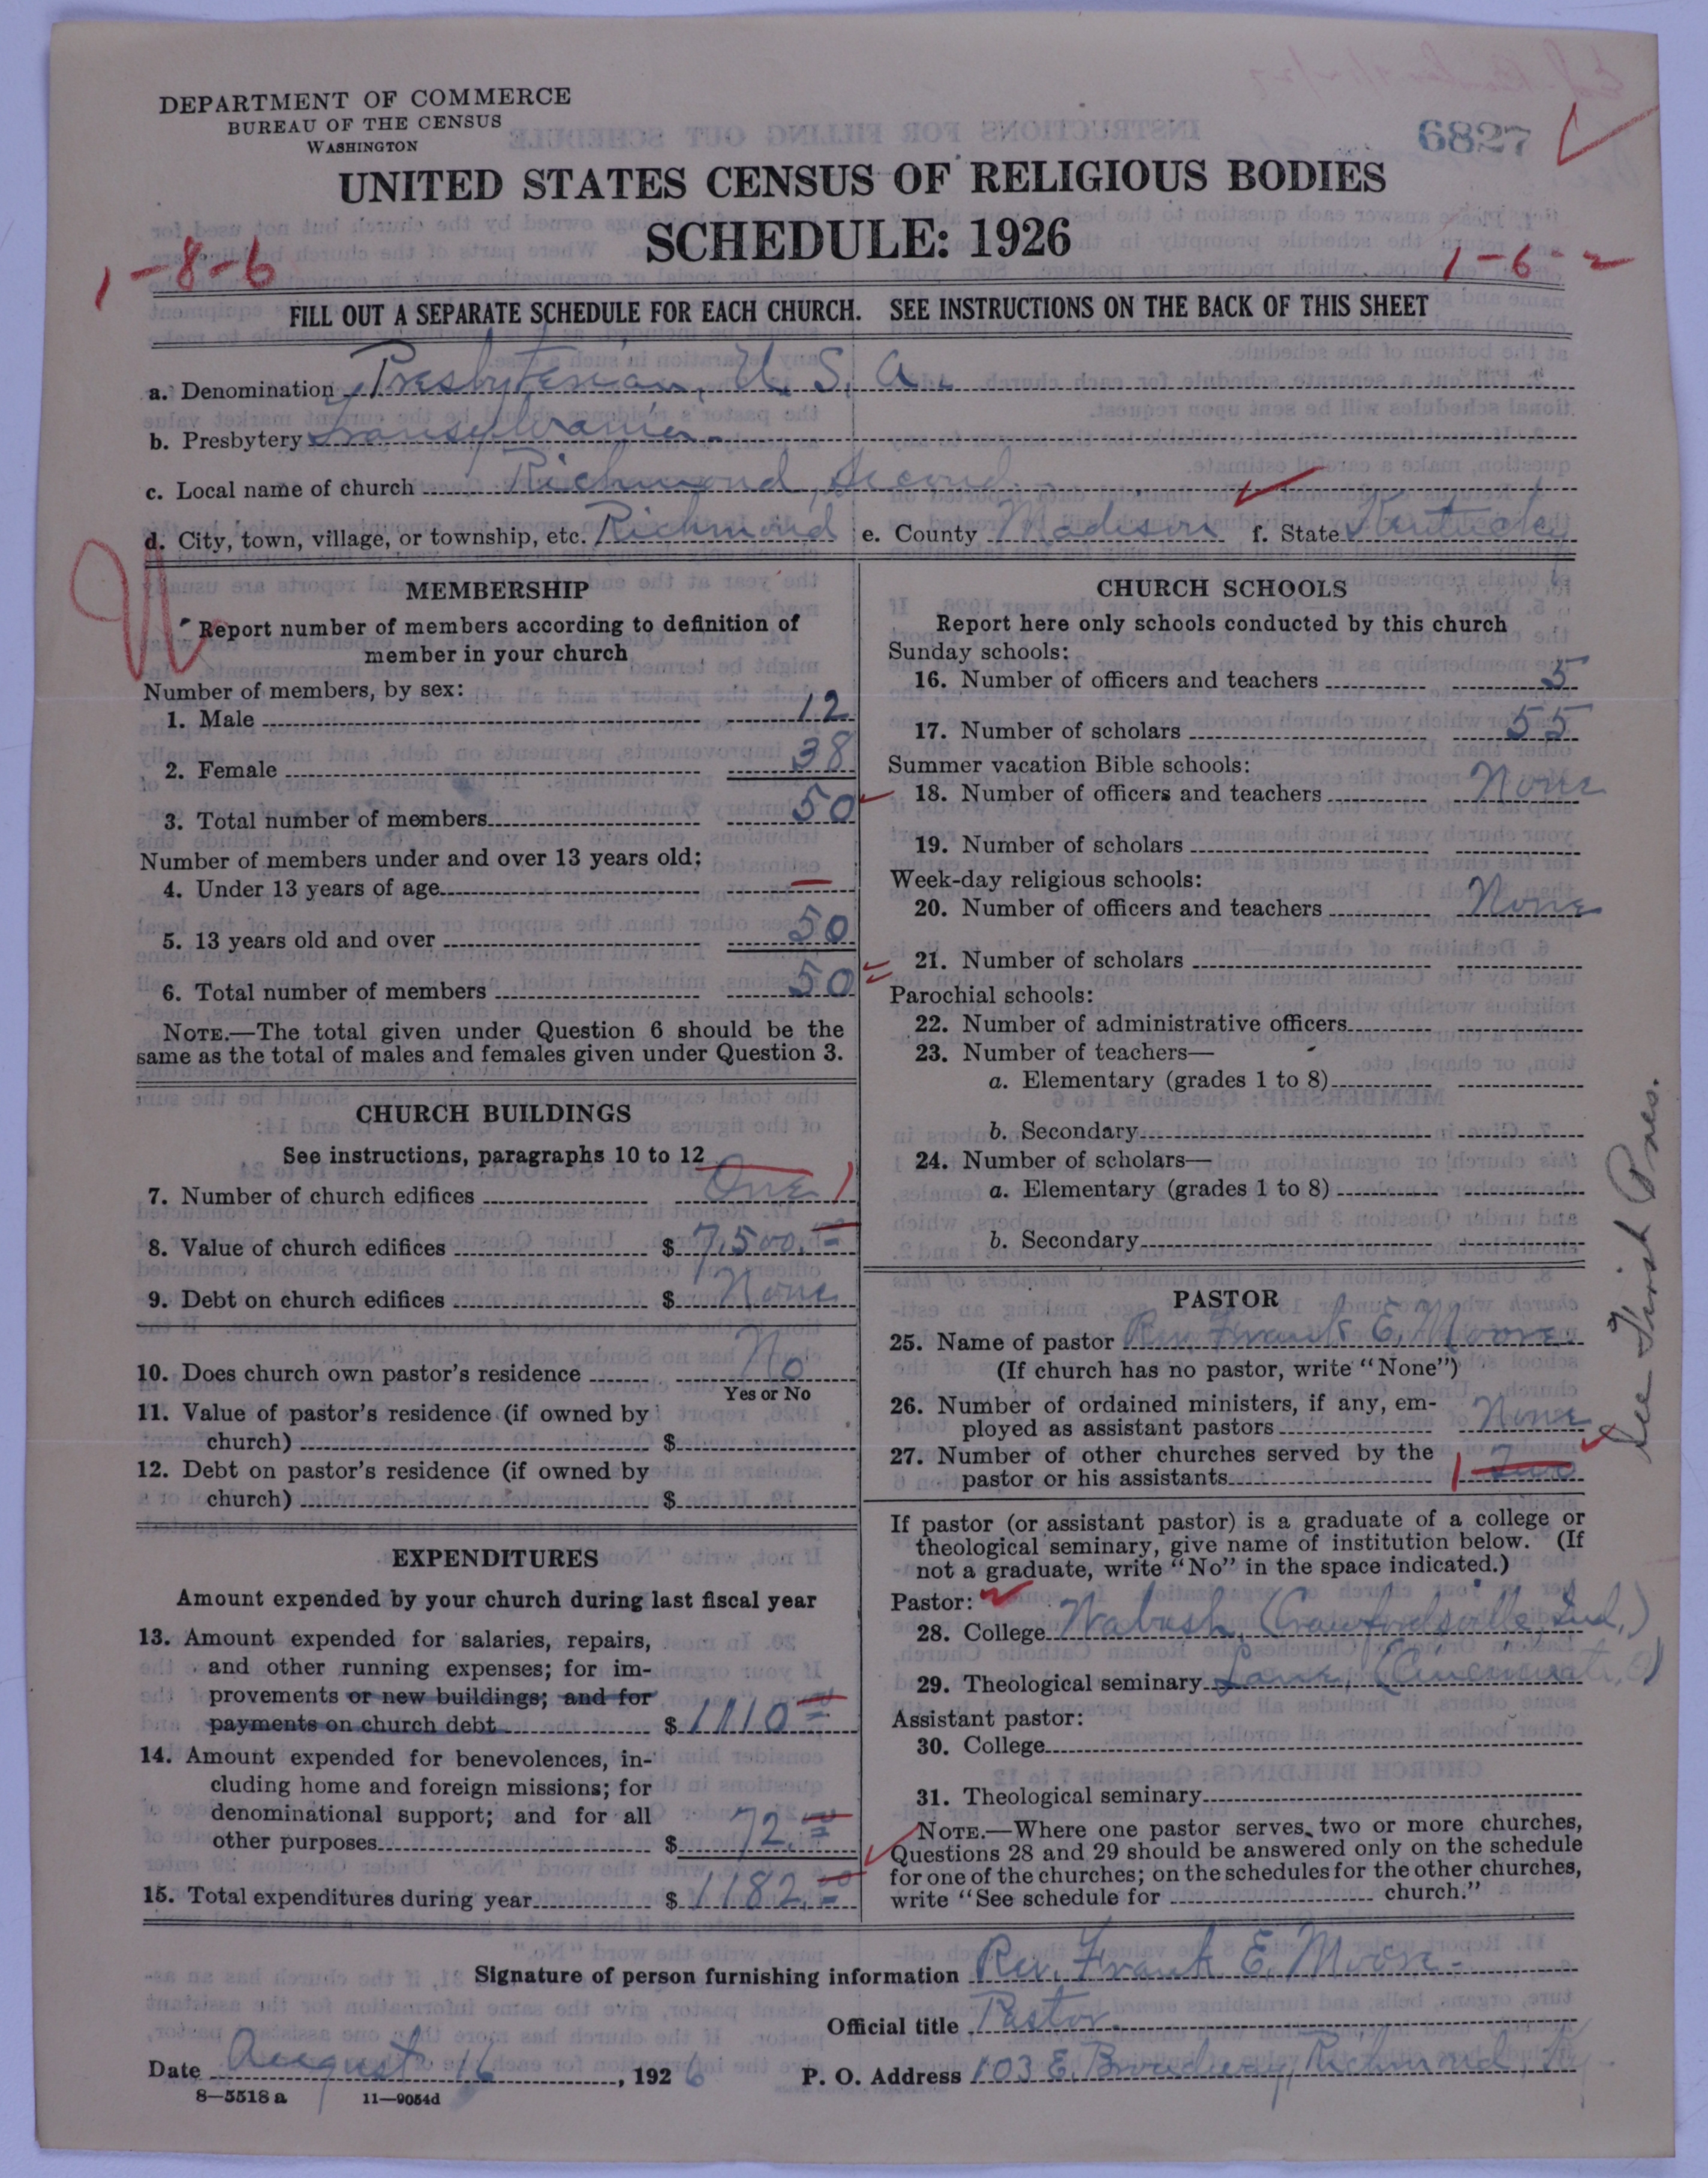 DEPARTMENT OF COMMERCE
BUREAU OF THE CENSUS
WASHINGTON
6827
UNITED STATES CENSUS OF RELIGIOUS BODIES
SCHEDULE: 1926
1-8-6
1-6-2
FILL OUT A SEPARATE SCHEDULE FOR EACH CHURCH. SEE INSTRUCTIONS ON THE BACK OF THIS SHEET
a. Denomination Presbyterian, U. S. A.
b. Presbytery Transylvania
c. Local name of church Richmond, Second
d. City, town, village, or township, etc. Richmond e. County Madison f. State Kentucky
MEMBERSHIP
Report number of members according to definition of
member in your church
Number of members, by sex:
1. Male 12
2. Female 38
3. Total number of members 50
Number of members under and over 13 years old:
4. Under 13 years of age —
5. 13 years old and over 50
6. Total number of members 50
NOTE.—The total given under Question 6 should be the
same as the total of males and females given under Question 3.
CHURCH BUILDINGS
See instructions, paragraphs 10 to 12
7. Number of church edifices One 1
8. Value of church edifices $ 7,500.=
9. Debt on church edifices $ None
10. Does church own pastor's residence No
Yes or No
11. Value of pastor's residence (if owned by
church) $
12. Debt on pastor's residence (if owned by
church) $
EXPENDITURES
Amount expended by your church during last fiscal year
13. Amount expended for salaries, repairs,
and other running expenses; for im-
provements or new buildings; and for
payments on church debt $ 1110=
14. Amount expended for benevolences, in-
cluding home and foreign missions; for
denominational support; and for all
other purposes $ 72.=
15. Total expenditures during year $ 1182.=
CHURCH SCHOOLS
Report here only schools conducted by this church
Sunday schools:
16. Number of officers and teachers 5
17. Number of scholars 55
Summer vacation Bible schools:
18. Number of officers and teachers None
19. Number of scholars
Week-day religious schools:
20. Number of officers and teachers None
21. Number of scholars
Parochial schools:
22. Number of administrative officers
23. Number of teachers—
a. Elementary (grades 1 to 8)
b. Secondary
24. Number of scholars—
a. Elementary (grades 1 to 8)
b. Secondary
PASTOR
25. Name of pastor Rev. Frank E. Moore
(If church has no pastor, write "None")
26. Number of ordained ministers, if any, em-
ployed as assistant pastors None
27. Number of other churches served by the
pastor or his assistants 1 Two
See First Pres.
If pastor (or assistant pastor) is a graduate of a college or
theological seminary, give name of institution below. (If
not a graduate, write "No" in the space indicated.)
Pastor:
28. College Wabash, (Crawfordsville, Ind.)
29. Theological seminary Lane, (Cincinnati, O)
Assistant pastor:
30. College
31. Theological seminary
NOTE.—Where one pastor serves two or more churches,
Questions 28 and 29 should be answered only on the schedule
for one of the churches; on the schedules for the other churches,
write "See schedule for church."
Signature of person furnishing information Rev. Frank E. Moore
Official title Pastor.
Date August 16, 1926 P. O. Address 103 E. Broadway, Richmond, Ky.
8—5518 a 11—9054d